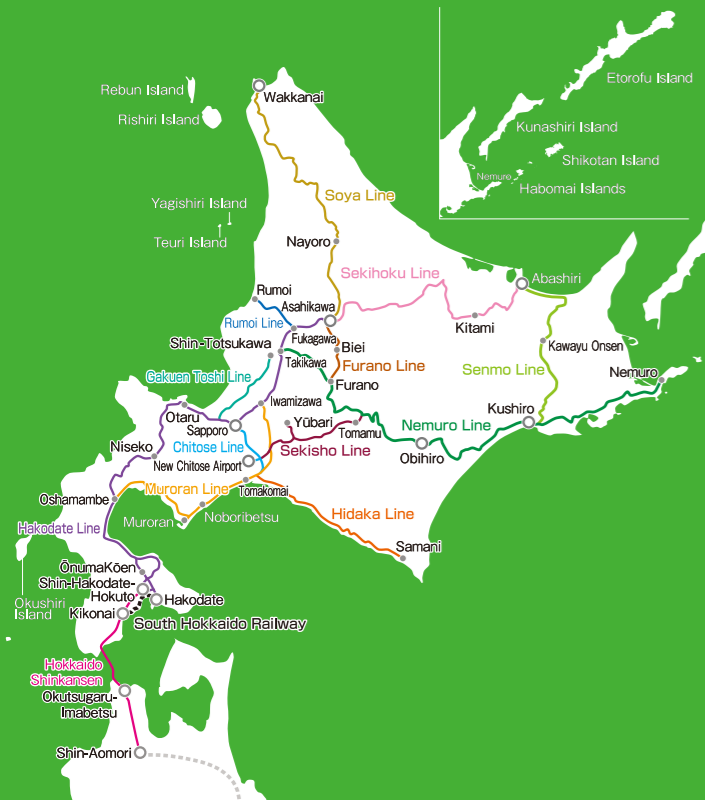 Rebun Island
Rishiri Island
Wakkanai
Etorofu Island
Kunashiri Island
Shikotan Island
Nemuro
Habomai Islands
Yagishiri Island
Teuri Island
Soya Line
Nayoro
Sekihoku Line
Abashiri
Rumoi
Asahikawa
Rumoi Line
Fukagawa
Kitami
Shin-Totsukawa
Takikawa
Biei
Kawayu Onsen
Furano Line
Senmo Line
Gakuen Toshi Line
Furano
Nemuro
Iwamizawa
Otaru
Sapporo
Yūbari
Tomamu
Nemuro Line
Kushiro
Niseko
Chitose Line
Sekisho Line
New Chitose Airport
Obihiro
Oshamambe
Muroran Line
Tomakomai
Noboribetsu
Muroran
Hidaka Line
Hakodate Line
Samani
ŌnumaKōen
Shin-Hakodate-
Hokuto
Okushiri
Island
Hakodate
Kikonai
South Hokkaido Railway
Hokkaido
Shinkansen
Okutsugaru-
Imabetsu
Shin-Aomori